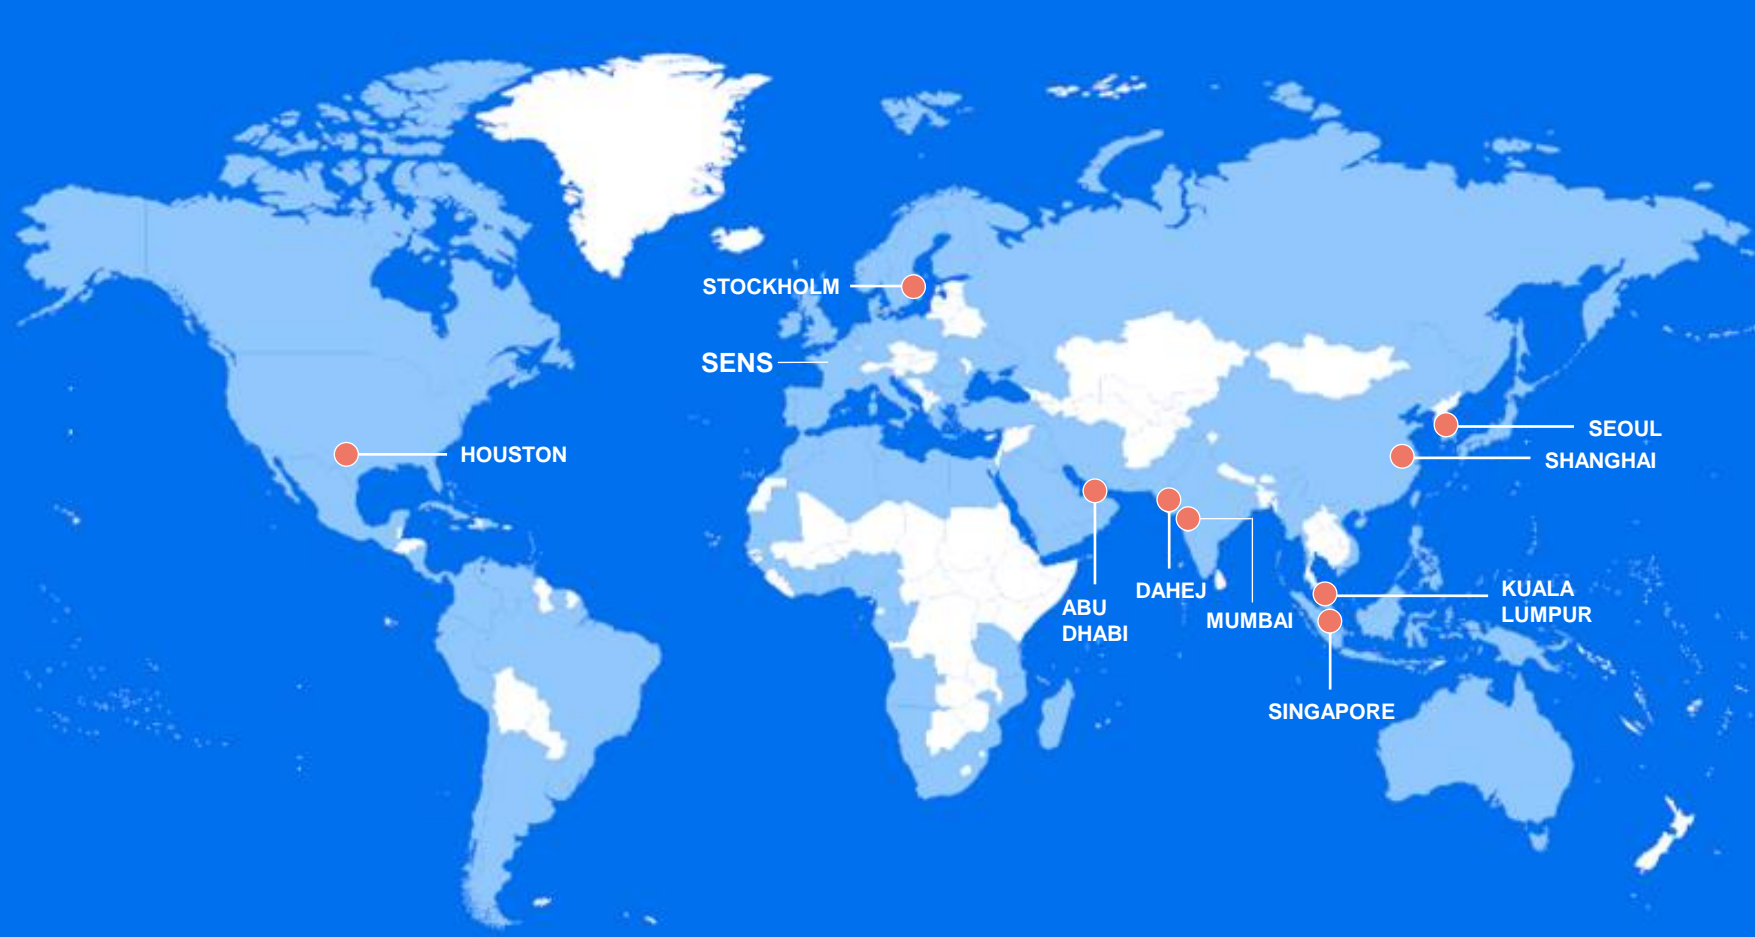 STOCKHOLM
SENS
HOUSTON
SEOUL
SHANGHAI
ABU
DHABI
DAHEJ
MUMBAI
KUALA
LUMPUR
SINGAPORE